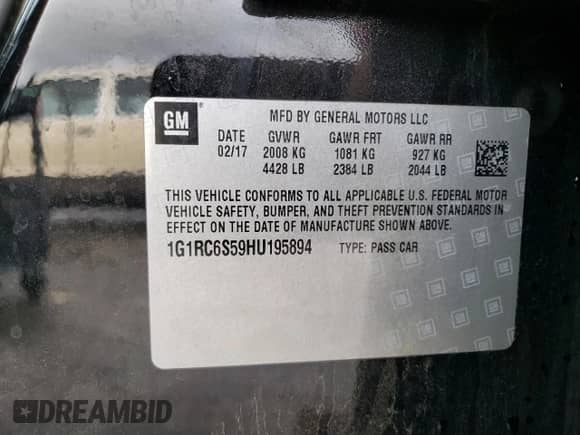 GM
MFD BY GENERAL MOTORS LLC
DATE GVWR GAWR FRT GAWR RR
02/17 2008 KG 1081 KG 927 KG
4428 LB 2384 LB 2044 LB
THIS VEHICLE CONFORMS TO ALL APPLICABLE U.S. FEDERAL MOTOR
VEHICLE SAFETY, BUMPER, AND THEFT PREVENTION STANDARDS IN
EFFECT ON THE DATE OF MANUFACTURE SHOWN ABOVE.
1G1RC6S59HU195894 TYPE: PASS CAR
DREAMBID